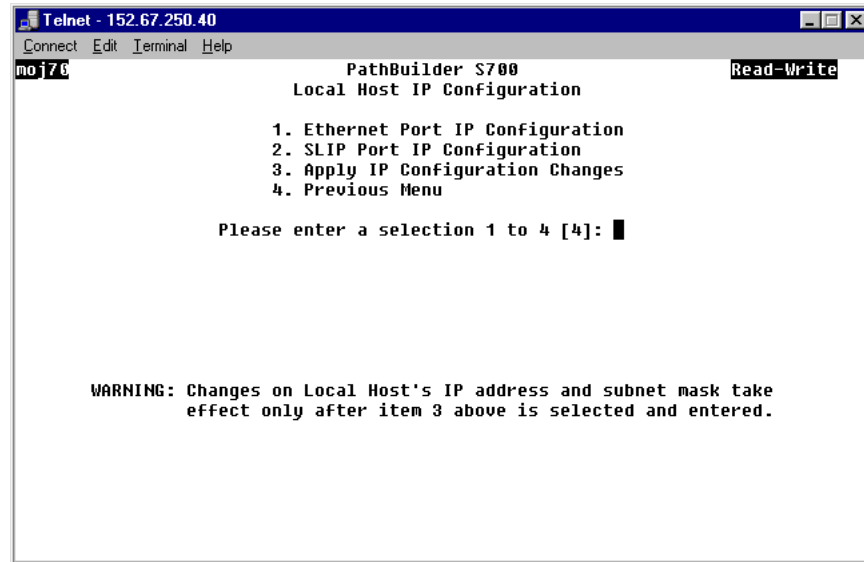 Telnet - 152.67.250.40
Connect Edit Terminal Help
moj70 PathBuilder S700 Read-Write
Local Host IP Configuration
1. Ethernet Port IP Configuration
2. SLIP Port IP Configuration
3. Apply IP Configuration Changes
4. Previous Menu
Please enter a selection 1 to 4 [4]:
WARNING: Changes on Local Host's IP address and subnet mask take
effect only after item 3 above is selected and entered.